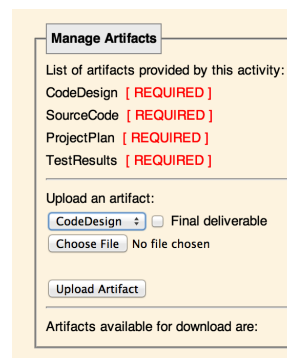 Manage Artifacts
List of artifacts provided by this activity:
CodeDesign [ REQUIRED ]
SourceCode [ REQUIRED ]
ProjectPlan [ REQUIRED ]
TestResults [ REQUIRED ]
Upload an artifact:
CodeDesign Final deliverable
Choose File No file chosen
Upload Artifact
Artifacts available for download are: